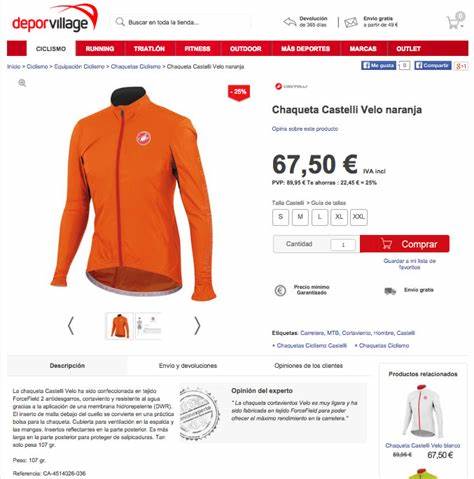 deporvillage
Busca en toda la tienda...
Devolución
de 365 días
Envío gratis
a partir de 49 €
0
CICLISMO RUNNING TRIATLÓN FITNESS OUTDOOR MÁS DEPORTES MARCAS OUTLET
Inicio > Ciclismo > Equipación Ciclismo > Chaquetas Ciclismo > Chaqueta Castelli Velo naranja
Me gusta 0 Compartir g+1
- 25%
Chaqueta Castelli Velo naranja
Opina sobre este producto
67,50 € IVA incl
PVP: 89,95 € Te ahorras : 22,45 € = 25%
Talla Castelli > Guía de tallas
S M L XL XXL
Cantidad 1 Comprar
Guardar a mi lista de
favoritos
Precio mínimo
Garantizado
Envío gratis
Etiquetas: Carretera, MTB, Cortaviento, Hombre, Castelli
Chaquetas Ciclismo Castelli Chaquetas Ciclismo
Descripción Envío y devoluciones Opiniones de los clientes
Productos relacionados
La chaqueta Castelli Velo ha sido confeccionada en tejido
ForceField 2 antidesgarros, cortaviento y resistente al agua
gracias a la aplicación de una membrana hidrorepelente (DWR).
El inserto de malla debajo del cuello se convierte en una práctica
bolsa para la chaqueta. Cubierta para ventilación en la espalda y
las mangas. Insertos reflectantes en la parte posterior. Es más
larga en la parte posterior para proteger de salpicaduras. Tan
solo pesa 107 gr.
Peso: 107 gr.
Referencia: CA-4514026-036
Opinión del experto
" La chaqueta cortavientos Velo es muy ligera y ha
sido fabricada en tejido ForceField para poder
ofrecer el máximo rendimiento en la carretera. "
Chaqueta Castelli Velo blanco
89,95 € 67,50 €